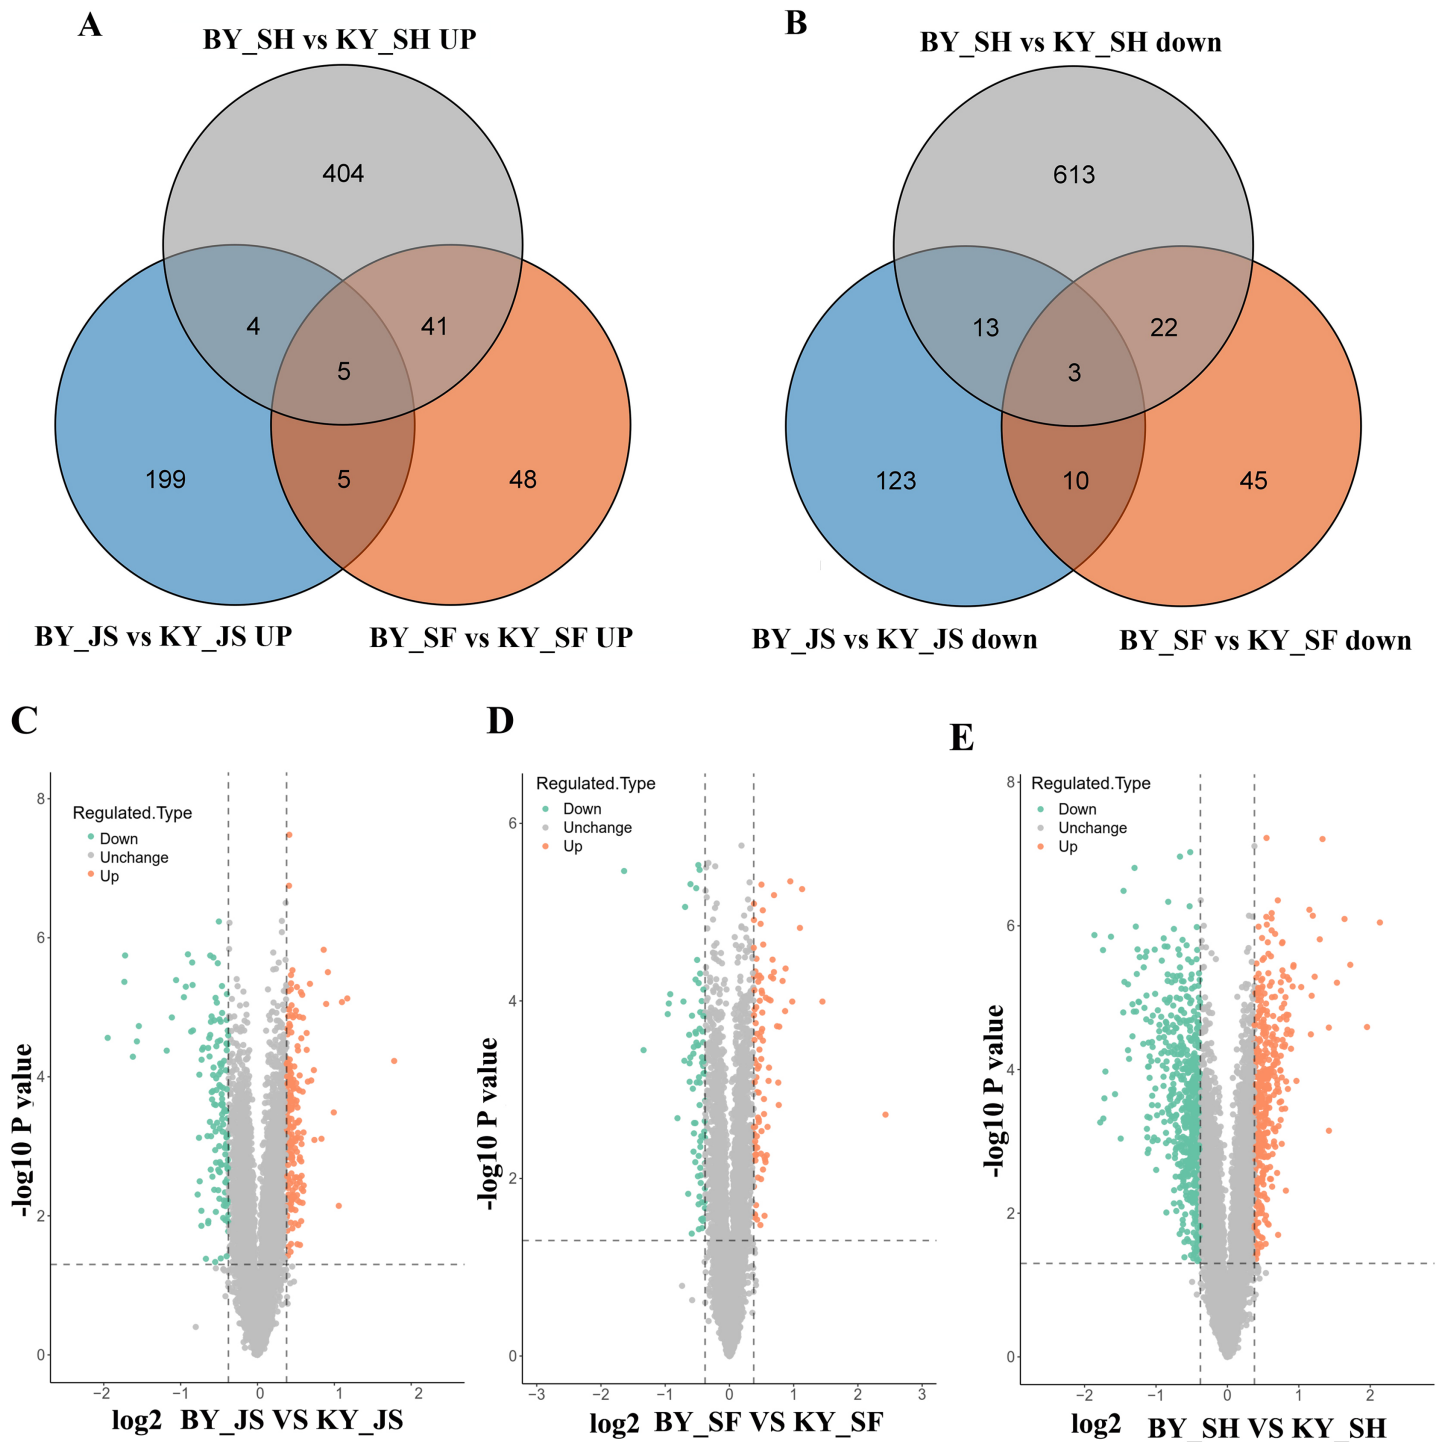 A
BY_SH vs KY_SH UP
404
4
41
5
199
5
48
BY_JS vs KY_JS UP
BY_SF vs KY_SF UP
B
BY_SH vs KY_SH down
613
13
22
3
123
10
45
BY_JS vs KY_JS down
BY_SF vs KY_SF down
C
Regulated.Type
Down
Unchange
Up
8
6
4
2
0
-log10 P value
−2
−1
0
1
2
log2 BY_JS VS KY_JS
D
Regulated.Type
Down
Unchange
Up
6
4
2
0
-log10 P value
−3
−2
−1
0
1
2
3
log2 BY_SF VS KY_SF
E
Regulated.Type
Down
Unchange
Up
8
6
4
2
0
-log10 P value
−2
−1
0
1
2
log2 BY_SH VS KY_SH